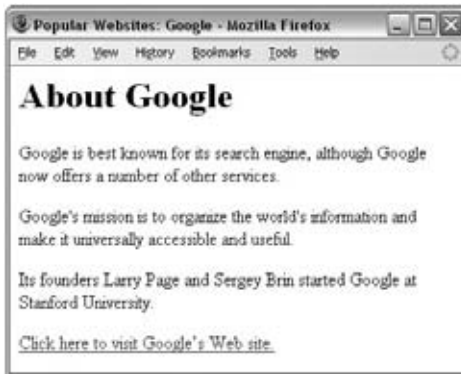 Popular Websites: Google - Mozilla Firefox
File Edit View History Bookmarks Tools Help
About Google
Google is best known for its search engine, although Google
now offers a number of other services.
Google's mission is to organize the world's information and
make it universally accessible and useful.
Its founders Larry Page and Sergey Brin started Google at
Stanford University.
Click here to visit Google's Web site.